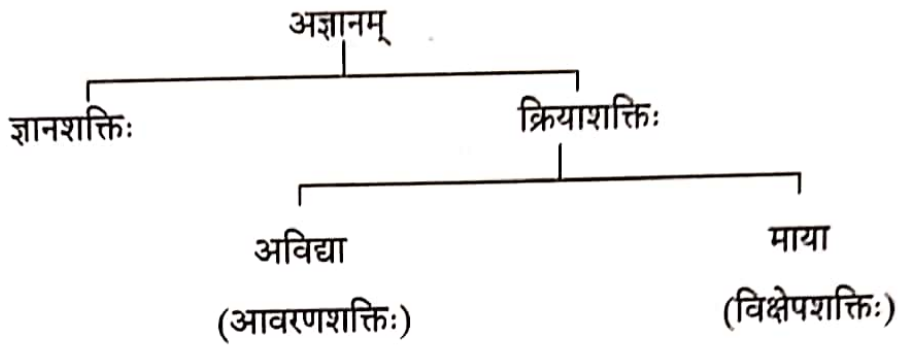 अज्ञानम्
ज्ञानशक्तिः क्रियाशक्तिः
अविद्या माया
(आवरणशक्तिः) (विक्षेपशक्तिः)